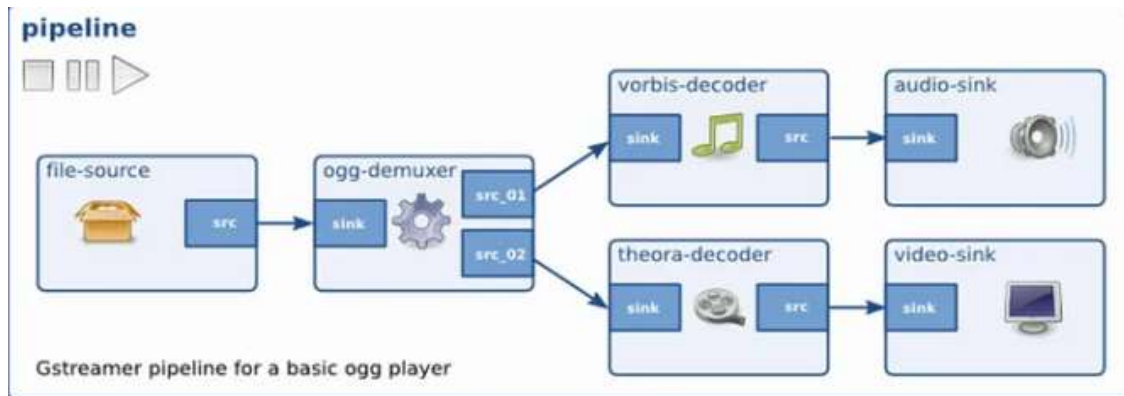 pipeline
file-source
src
ogg-demuxer
sink
src_01
src_02
vorbis-decoder
sink
src
audio-sink
sink
theora-decoder
sink
src
video-sink
sink
Gstreamer pipeline for a basic ogg player